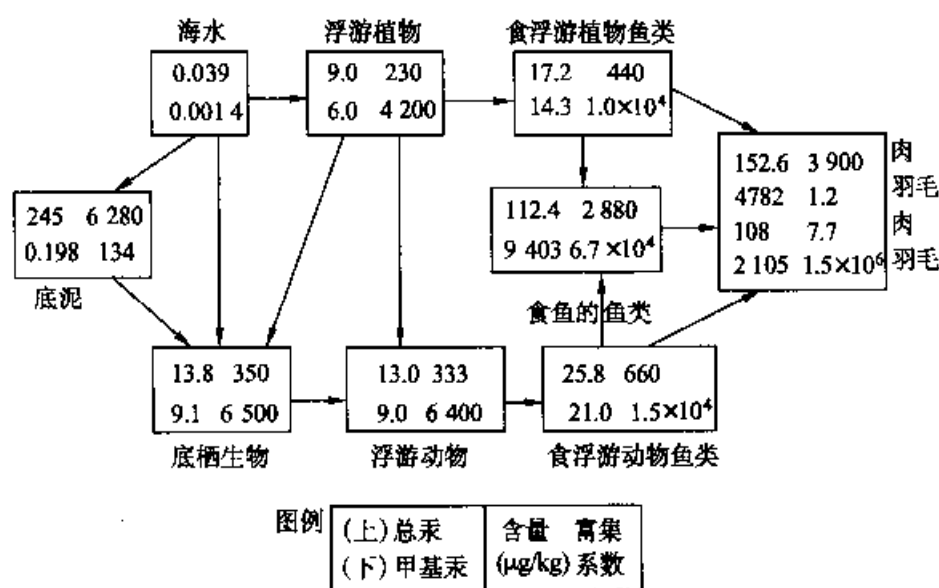 海水
0.039
0.001 4
浮游植物
9.0 230
6.0 4 200
食浮游植物鱼类
17.2 440
14.3 1.0×10⁴
152.6 3 900 肉
4782 1.2 羽毛
108 7.7 肉
2 105 1.5×10⁶ 羽毛
245 6 280
0.198 134
底泥
112.4 2 880
9 403 6.7×10⁴
食鱼的鱼类
13.8 350
9.1 6 500
底栖生物
13.0 333
9.0 6 400
浮游动物
25.8 660
21.0 1.5×10⁴
食浮游动物鱼类
图例
(上)总汞 含量 富集
(下)甲基汞 (μg/kg) 系数